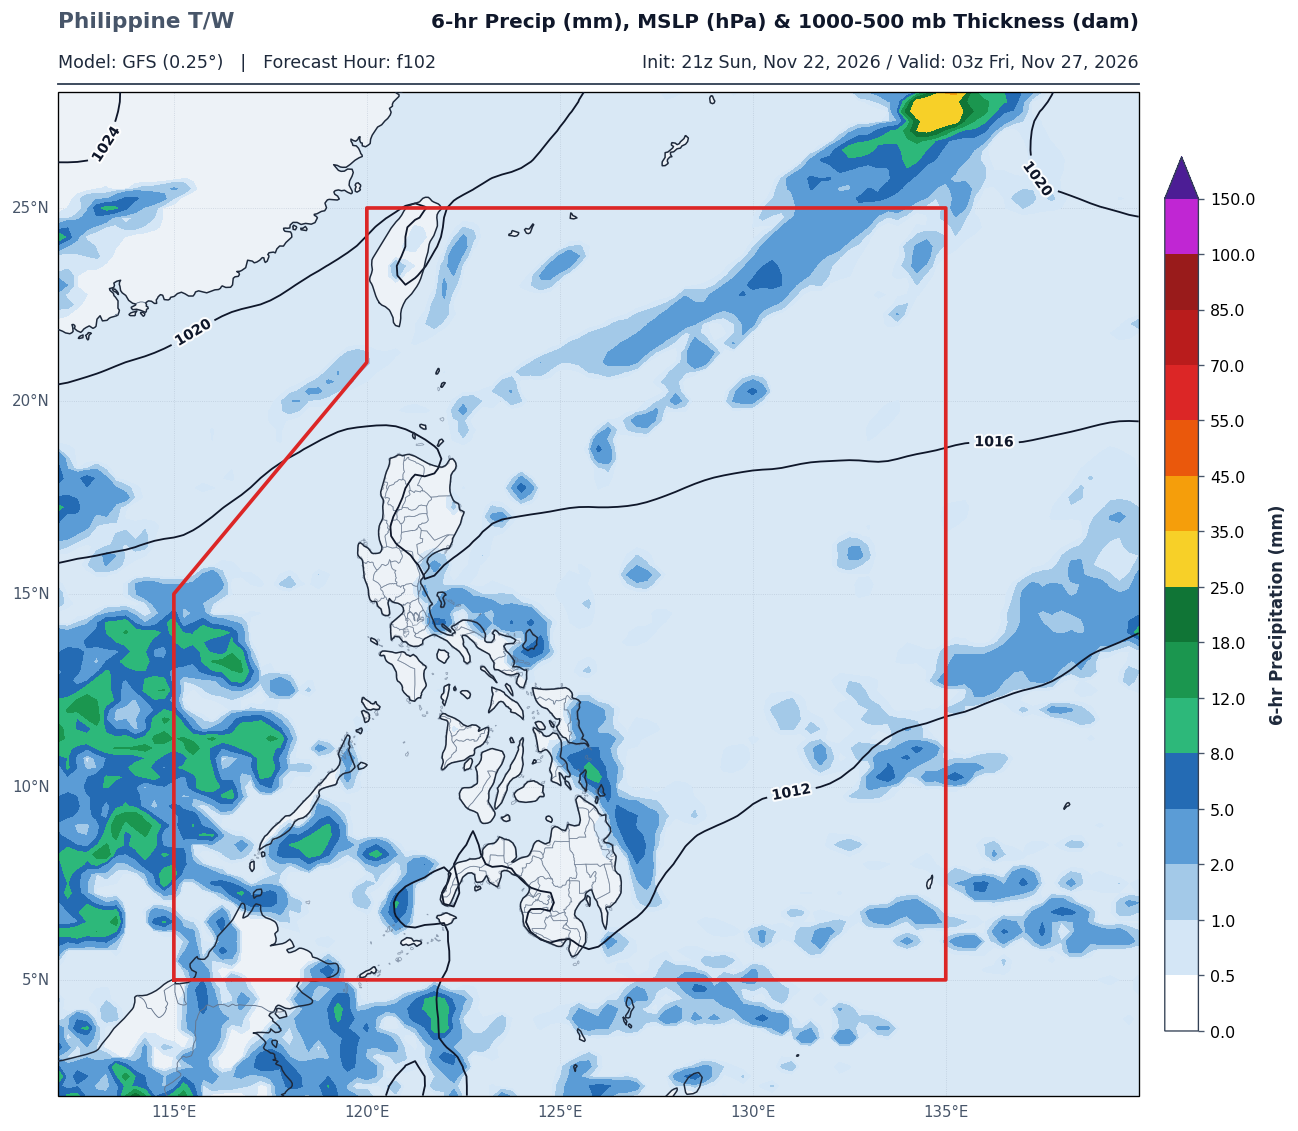 Philippine T/W
6-hr Precip (mm), MSLP (hPa) & 1000-500 mb Thickness (dam)
Model: GFS (0.25°) | Forecast Hour: f102
Init: 21z Sun, Nov 22, 2026 / Valid: 03z Fri, Nov 27, 2026
1024
1020
1020
1016
1012
25°N
20°N
15°N
10°N
5°N
115°E
120°E
125°E
130°E
135°E
150.0
100.0
85.0
70.0
55.0
45.0
35.0
25.0
18.0
12.0
8.0
5.0
2.0
1.0
0.5
0.0
6-hr Precipitation (mm)